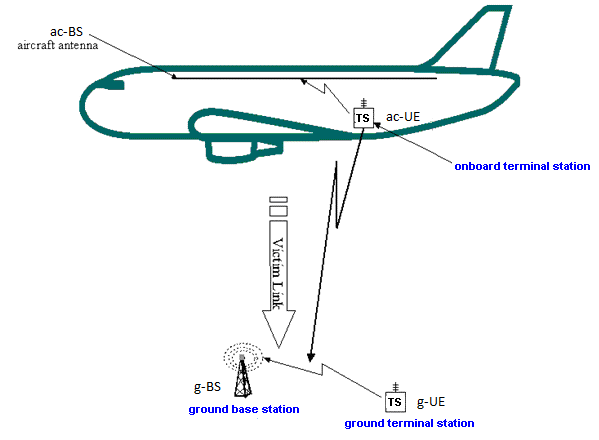 ac-BS
aircraft antenna
TS
ac-UE
onboard terminal station
Victim Link
g-BS
ground base station
TS
g-UE
ground terminal station